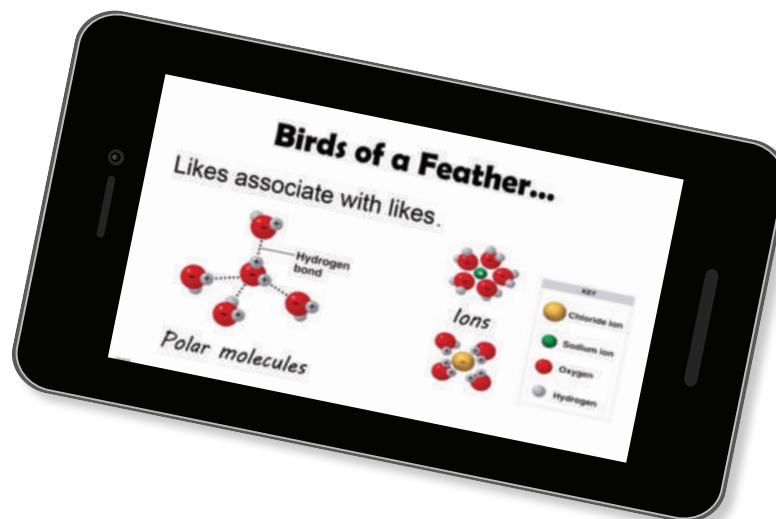 Birds of a Feather...
Likes associate with likes.
Hydrogen
bond
Polar molecules
Ions
KEY
Chloride ion
Sodium ion
Oxygen
Hydrogen